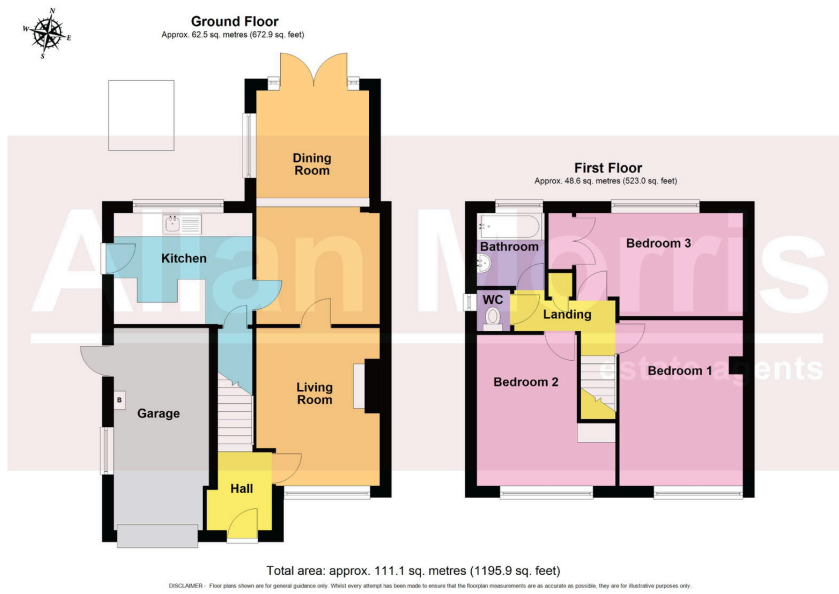 N
W
E
S
Ground Floor
Approx. 62.5 sq. metres (672.9 sq. feet)
Dining
Room
Kitchen
Living
Room
Garage
B
Hall
First Floor
Approx. 48.6 sq. metres (523.0 sq. feet)
Bathroom
Bedroom 3
WC
Landing
Bedroom 2
Bedroom 1
Allan Morris
estate agents
Total area: approx. 111.1 sq. metres (1195.9 sq. feet)
DISCLAIMER - Floor plans shown are for general guidance only. Whilst every attempt has been made to ensure that the floorplan measurements are as accurate as possible, they are for illustrative purposes only.